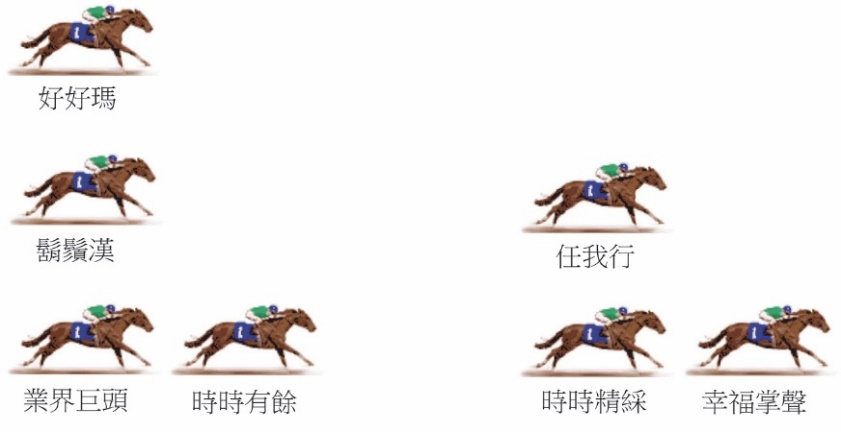 好好瑪
鬍鬚漢
任我行
業界巨頭
時時有餘
時時精綵
幸福掌聲